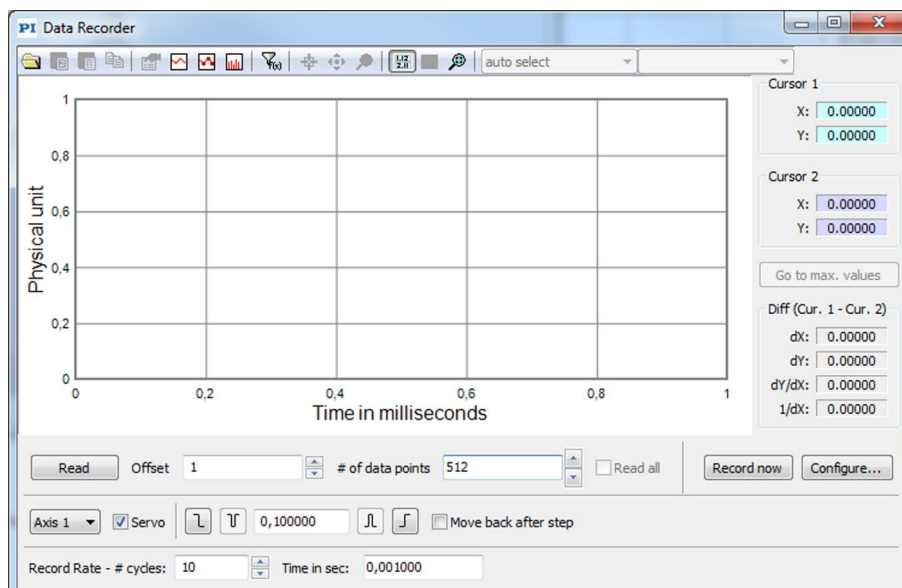 PI Data Recorder
f(x)
auto select
Cursor 1
X: 0.00000
Y: 0.00000
Cursor 2
X: 0.00000
Y: 0.00000
Go to max. values
Diff (Cur. 1 - Cur. 2)
dX: 0.00000
dY: 0.00000
dY/dX: 0.00000
1/dX: 0.00000
Physical unit
1
0,8
0,6
0,4
0,2
0
0 0,2 0,4 0,6 0,8 1
Time in milliseconds
Read Offset 1 # of data points 512 Read all Record now Configure...
Axis 1 Servo 0,100000 Move back after step
Record Rate - # cycles: 10 Time in sec: 0,001000